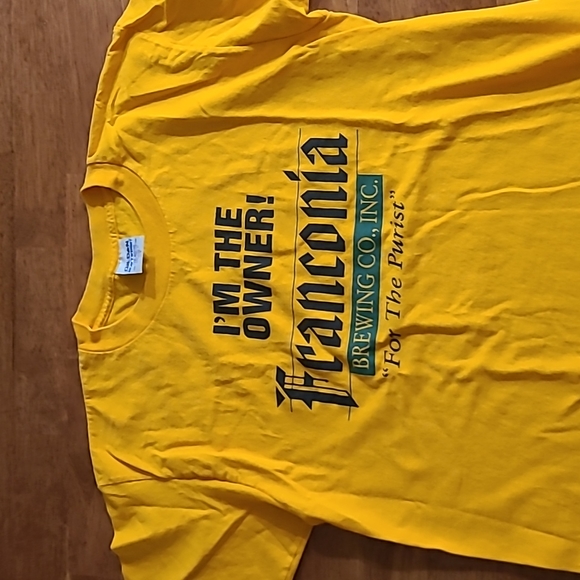 I'M THE
OWNER!
Franconia
BREWING CO., INC.
"For The Purist"